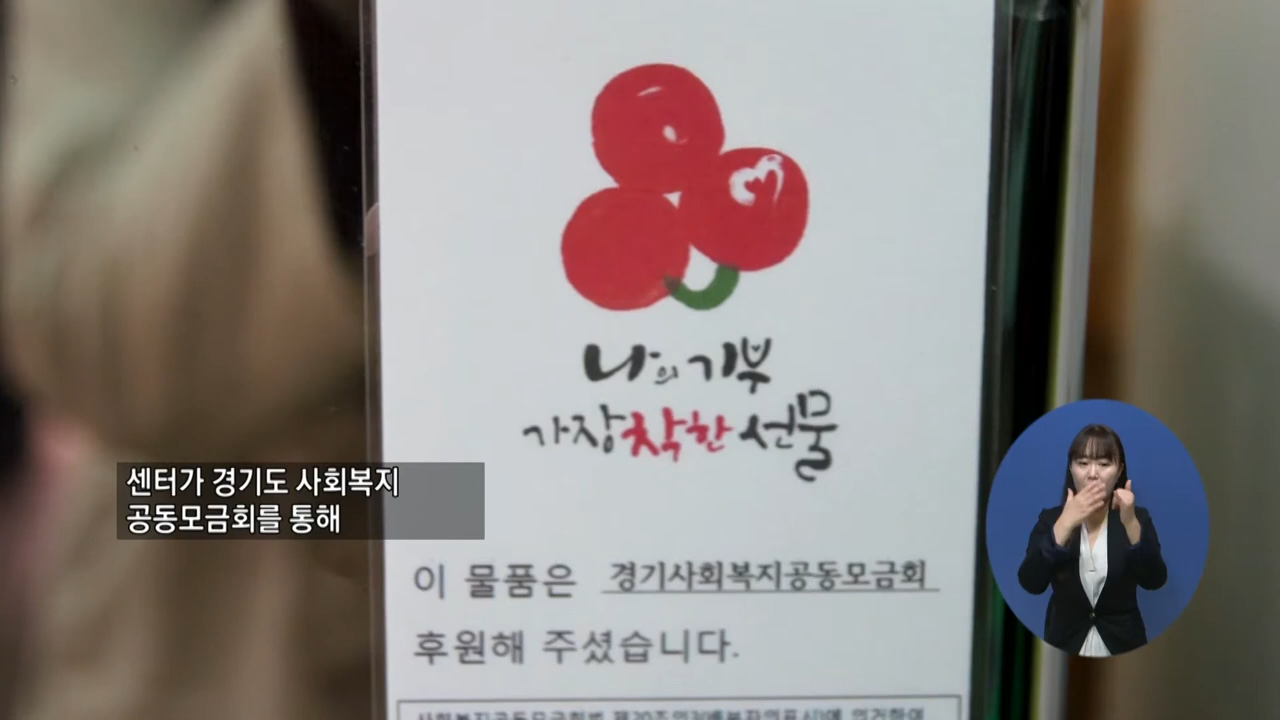 나의 기부
가장 착한 선물
센터가 경기도 사회복지
공동모금회를 통해
이 물품은 경기사회복지공동모금회
후원해 주셨습니다.